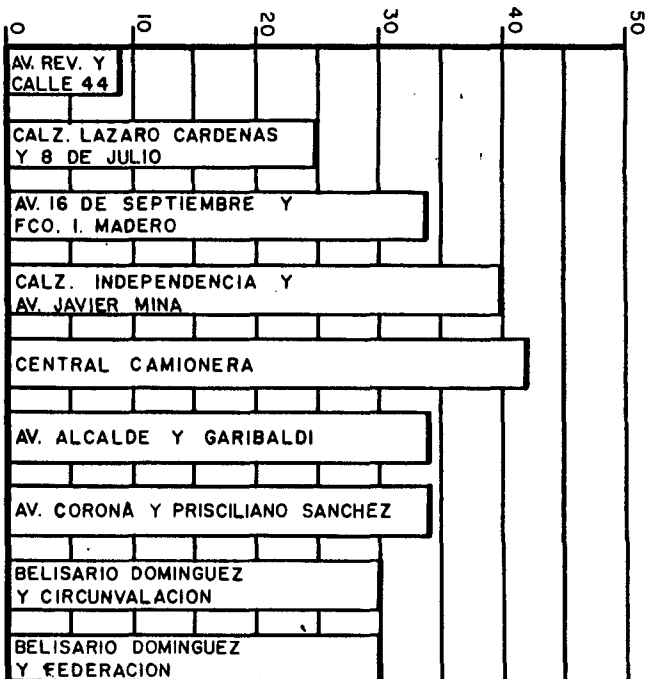 0 10 20 30 40 50
AV. REV. Y
CALLE 44
CALZ. LAZARO CARDENAS
Y 8 DE JULIO
AV. 16 DE SEPTIEMBRE Y
FCO. I. MADERO
CALZ. INDEPENDENCIA Y
AV. JAVIER MINA
CENTRAL CAMIONERA
AV. ALCALDE Y GARIBALDI
AV. CORONA Y PRISCILIANO SANCHEZ
BELISARIO DOMINGUEZ
Y CIRCUNVALACION
BELISARIO DOMINGUEZ
Y FEDERACION